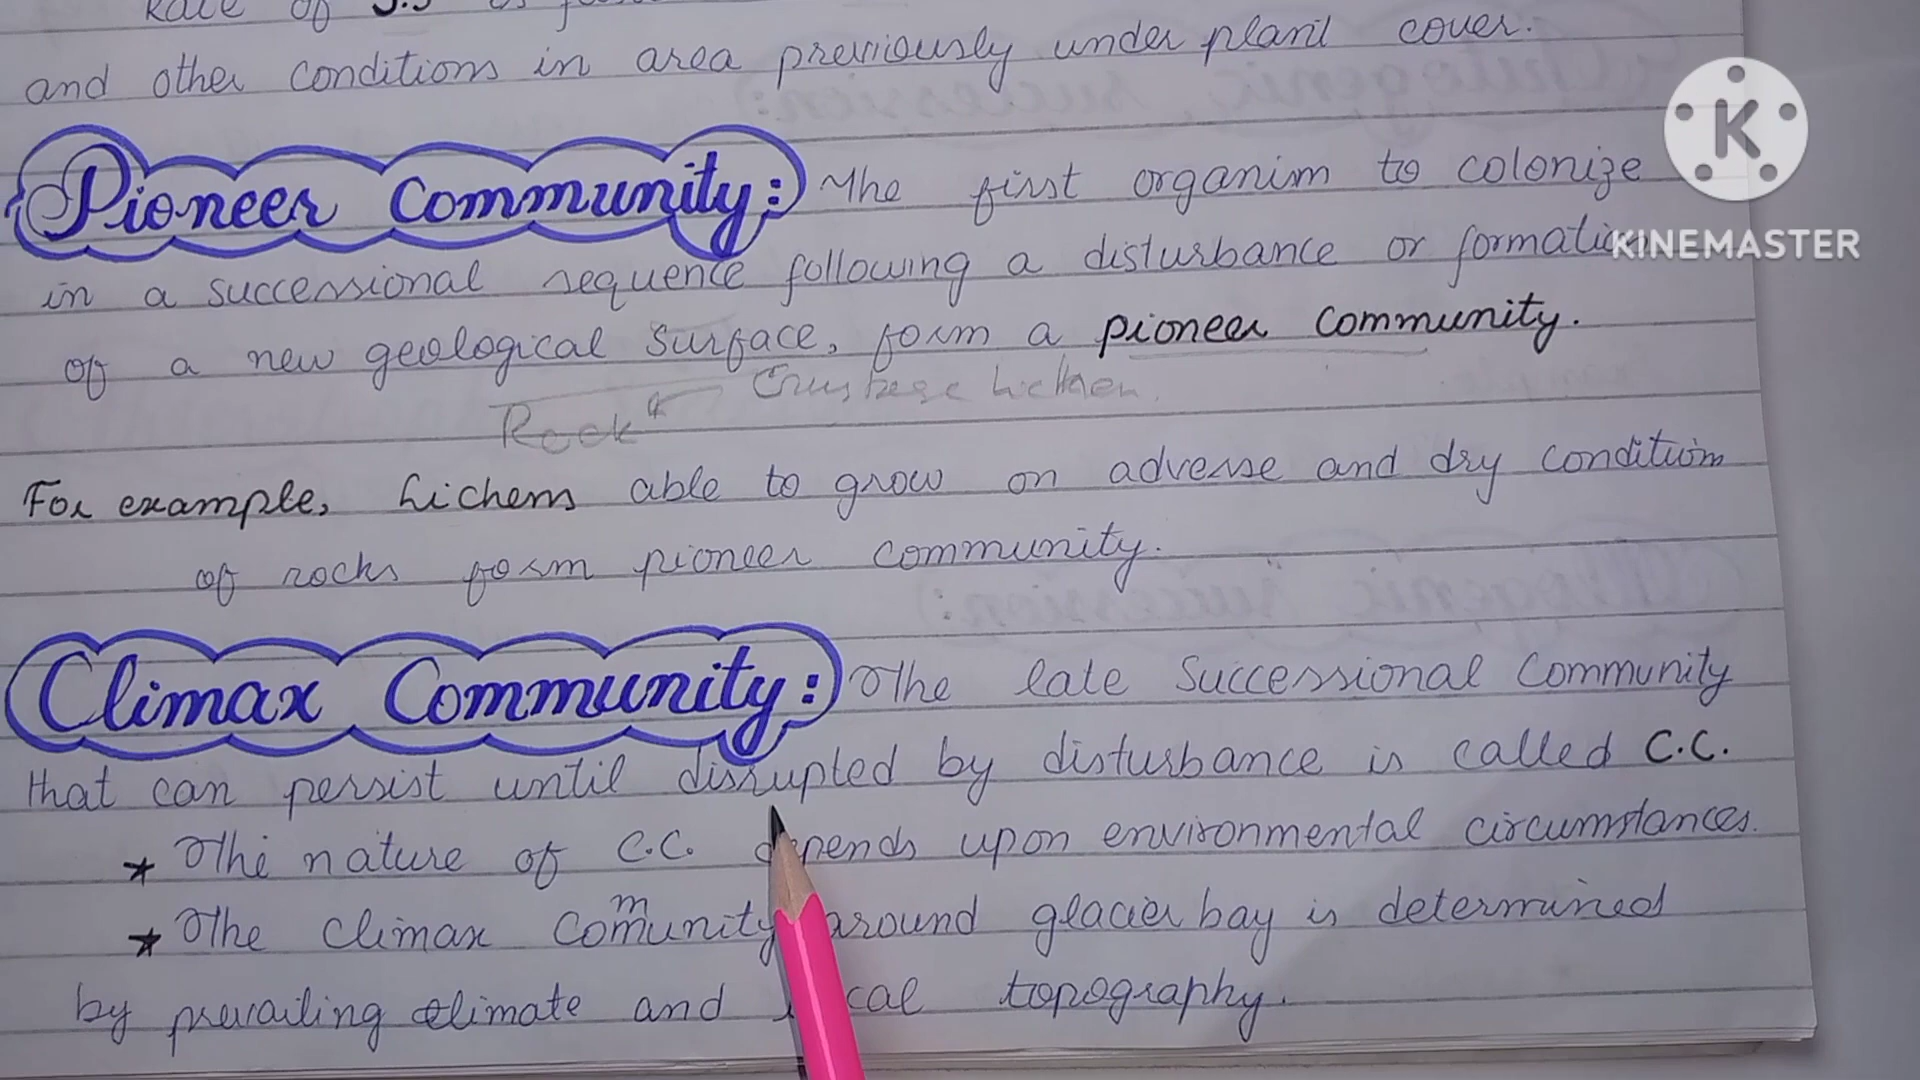 and other conditions in area previously under plant cover.
Pioneer Community: The first organim to colonize
in a successional sequence following a disturbance or formation
of a new geological surface, form a pioneer community.
Rock
For example, Lichens able to grow on adverse and dry condition
of rocks form pioneer community.
Climax Community: The late successional community
that can persist until disrupted by disturbance is called C.C.
* The nature of C.C. depends upon environmental circumstances.
* The climax community around glacier bay is determined
by prevailing climate and local topography.
K
KINEMASTER